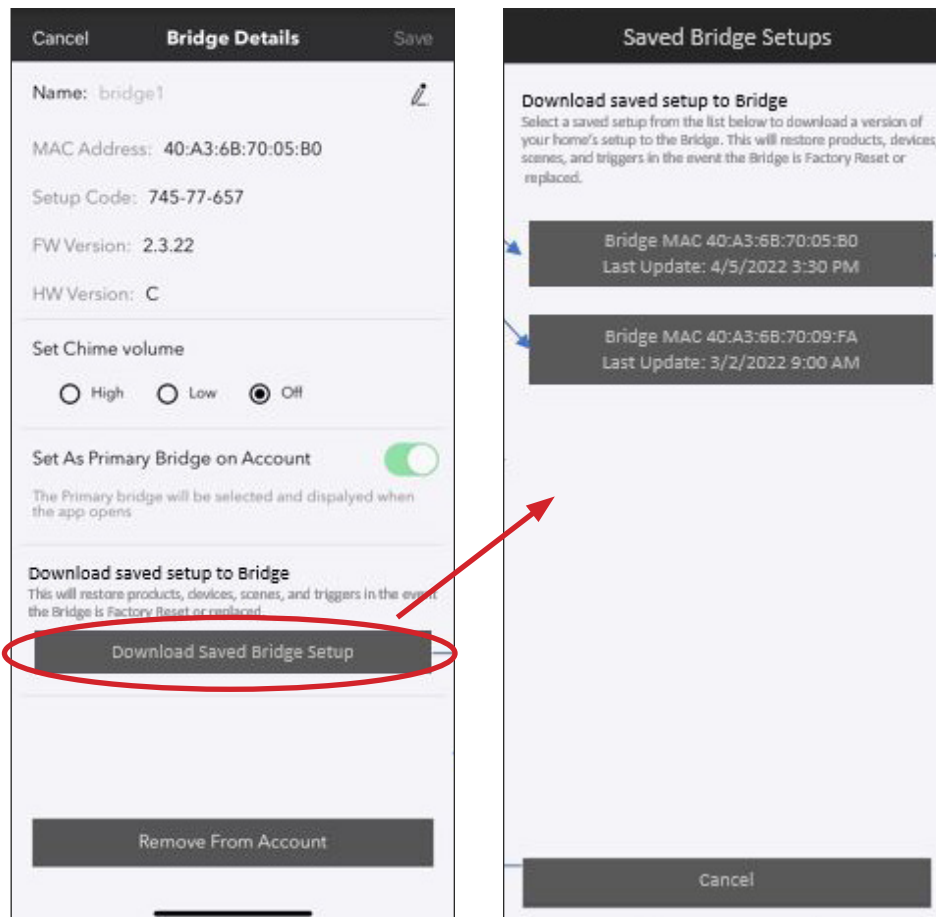 Cancel Bridge Details Save
Name: bridge1
MAC Address: 40:A3:6B:70:05:B0
Setup Code: 745-77-657
FW Version: 2.3.22
HW Version: C
Set Chime volume
High Low Off
Set As Primary Bridge on Account
The Primary bridge will be selected and dispalyed when
the app opens
Download saved setup to Bridge
This will restore products, devices, scenes, and triggers in the event
the Bridge is Factory Reset or replaced
Download Saved Bridge Setup
Remove From Account
Saved Bridge Setups
Download saved setup to Bridge
Select a saved setup from the list below to download a version of
your home's setup to the Bridge. This will restore products, devices,
scenes, and triggers in the event the Bridge is Factory Reset or
replaced.
Bridge MAC 40:A3:6B:70:05:B0
Last Update: 4/5/2022 3:30 PM
Bridge MAC 40:A3:6B:70:09:FA
Last Update: 3/2/2022 9:00 AM
Cancel